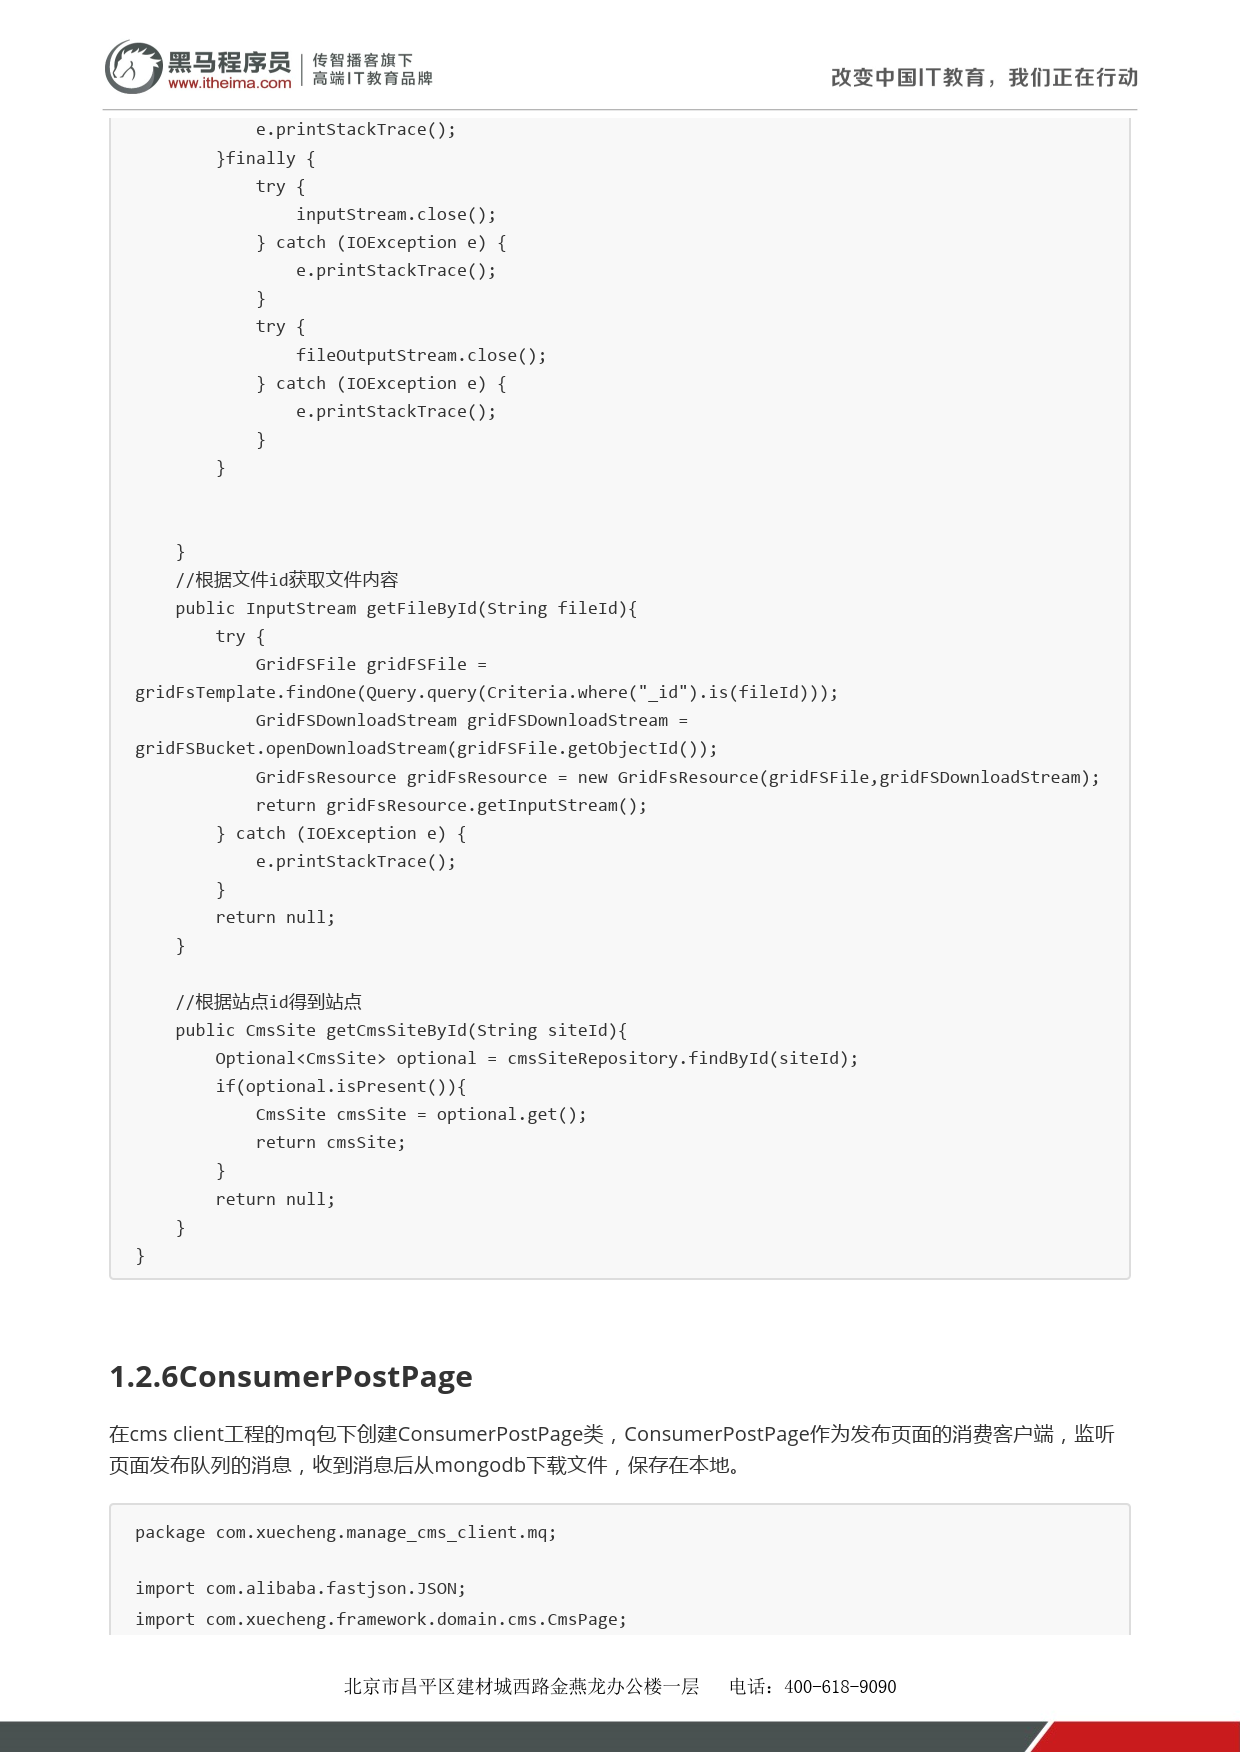 黑马程序员
www.itheima.com
传智播客旗下
高端IT教育品牌
改变中国IT教育，我们正在行动
            e.printStackTrace();
        }finally {
            try {
                inputStream.close();
            } catch (IOException e) {
                e.printStackTrace();
            }
            try {
                fileOutputStream.close();
            } catch (IOException e) {
                e.printStackTrace();
            }
        }
    }
    //根据文件id获取文件内容
    public InputStream getFileById(String fileId){
        try {
            GridFSFile gridFSFile =
gridFsTemplate.findOne(Query.query(Criteria.where("_id").is(fileId)));
            GridFSDownloadStream gridFSDownloadStream =
gridFSBucket.openDownloadStream(gridFSFile.getObjectId());
            GridFsResource gridFsResource = new GridFsResource(gridFSFile,gridFSDownloadStream);
            return gridFsResource.getInputStream();
        } catch (IOException e) {
            e.printStackTrace();
        }
        return null;
    }
    //根据站点id得到站点
    public CmsSite getCmsSiteById(String siteId){
        Optional<CmsSite> optional = cmsSiteRepository.findById(siteId);
        if(optional.isPresent()){
            CmsSite cmsSite = optional.get();
            return cmsSite;
        }
        return null;
    }
}
1.2.6ConsumerPostPage
在cms client工程的mq包下创建ConsumerPostPage类，ConsumerPostPage作为发布页面的消费客户端，监听
页面发布队列的消息，收到消息后从mongodb下载文件，保存在本地。
package com.xuecheng.manage_cms_client.mq;
import com.alibaba.fastjson.JSON;
import com.xuecheng.framework.domain.cms.CmsPage;
北京市昌平区建材城西路金燕龙办公楼一层 电话：400-618-9090